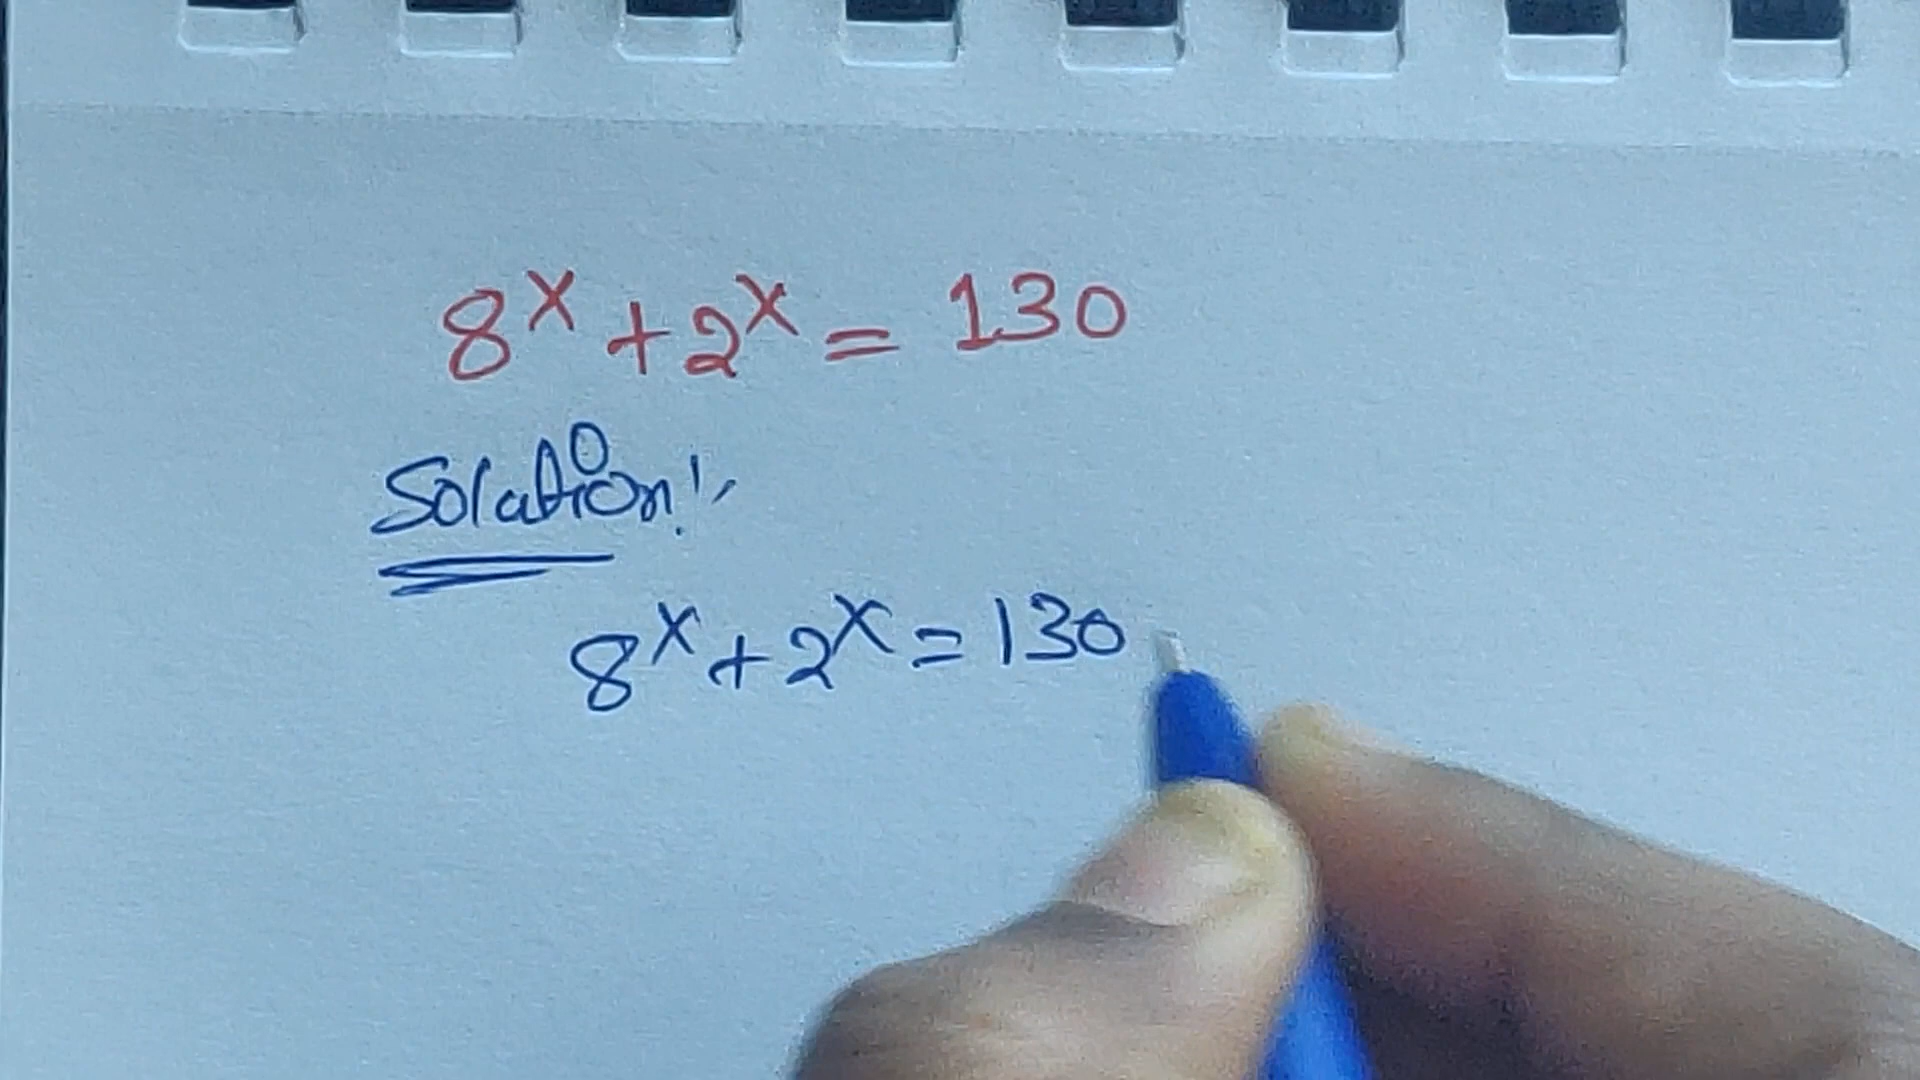 8^x + 2^x = 130
Solution:-
8^x + 2^x = 130